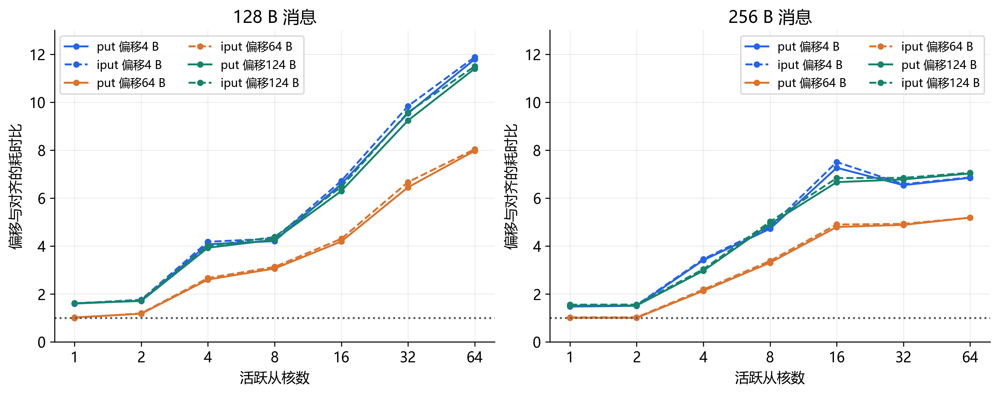 128 B 消息
put 偏移4 B
iput 偏移4 B
put 偏移64 B
iput 偏移64 B
put 偏移124 B
iput 偏移124 B
偏移与对齐的耗时比
12
10
8
6
4
2
0
1 2 4 8 16 32 64
活跃从核数
256 B 消息
put 偏移4 B
iput 偏移4 B
put 偏移64 B
iput 偏移64 B
put 偏移124 B
iput 偏移124 B
偏移与对齐的耗时比
12
10
8
6
4
2
0
1 2 4 8 16 32 64
活跃从核数